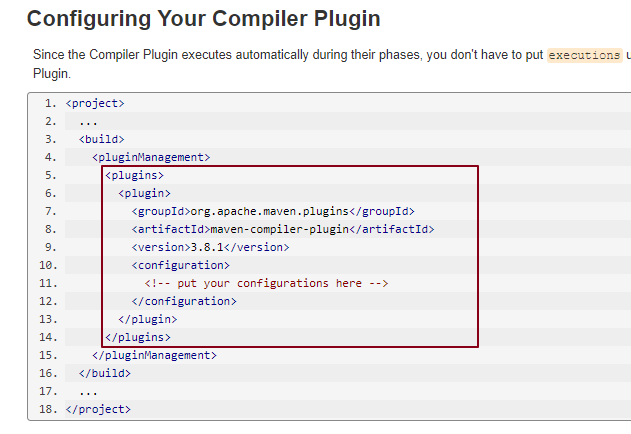 Configuring Your Compiler Plugin
Since the Compiler Plugin executes automatically during their phases, you don't have to put executions
Plugin.
1. <project>
2. ...
3. <build>
4. <pluginManagement>
5. <plugins>
6. <plugin>
7. <groupId>org.apache.maven.plugins</groupId>
8. <artifactId>maven-compiler-plugin</artifactId>
9. <version>3.8.1</version>
10. <configuration>
11. <!-- put your configurations here -->
12. </configuration>
13. </plugin>
14. </plugins>
15. </pluginManagement>
16. </build>
17. ...
18. </project>